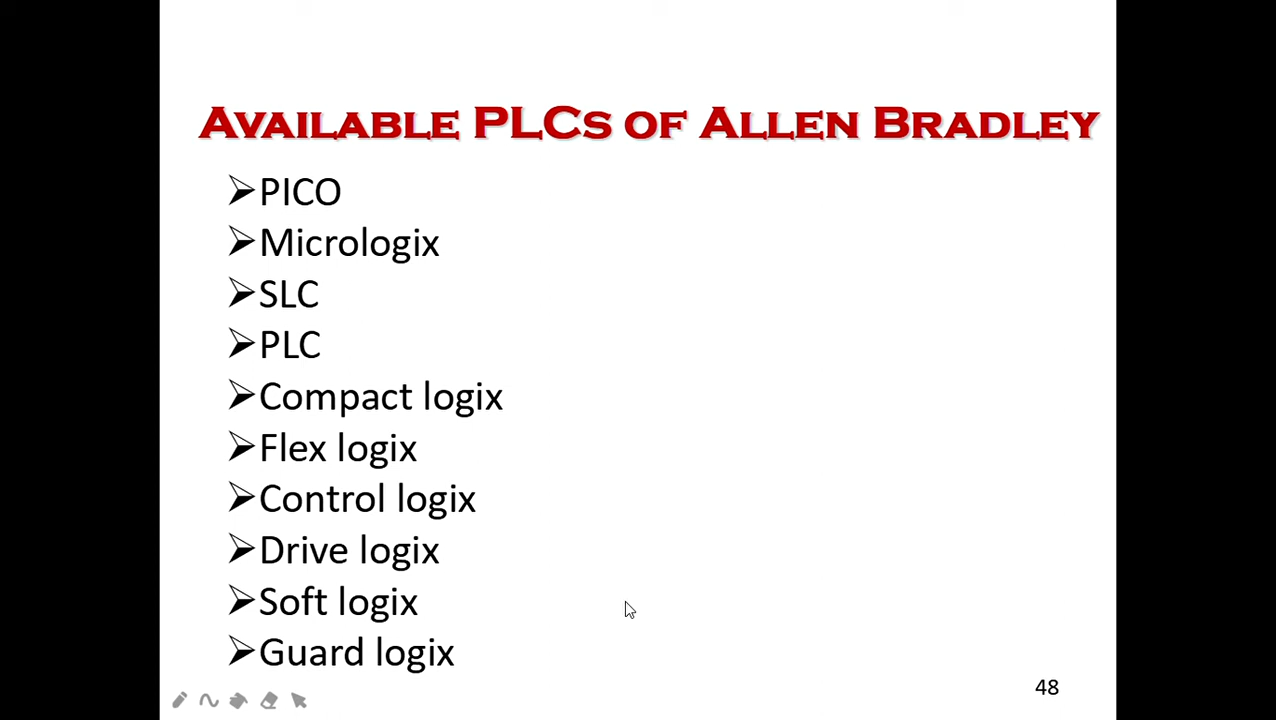 AVAILABLE PLCS OF ALLEN BRADLEY
PICO
Micrologix
SLC
PLC
Compact logix
Flex logix
Control logix
Drive logix
Soft logix
Guard logix
48